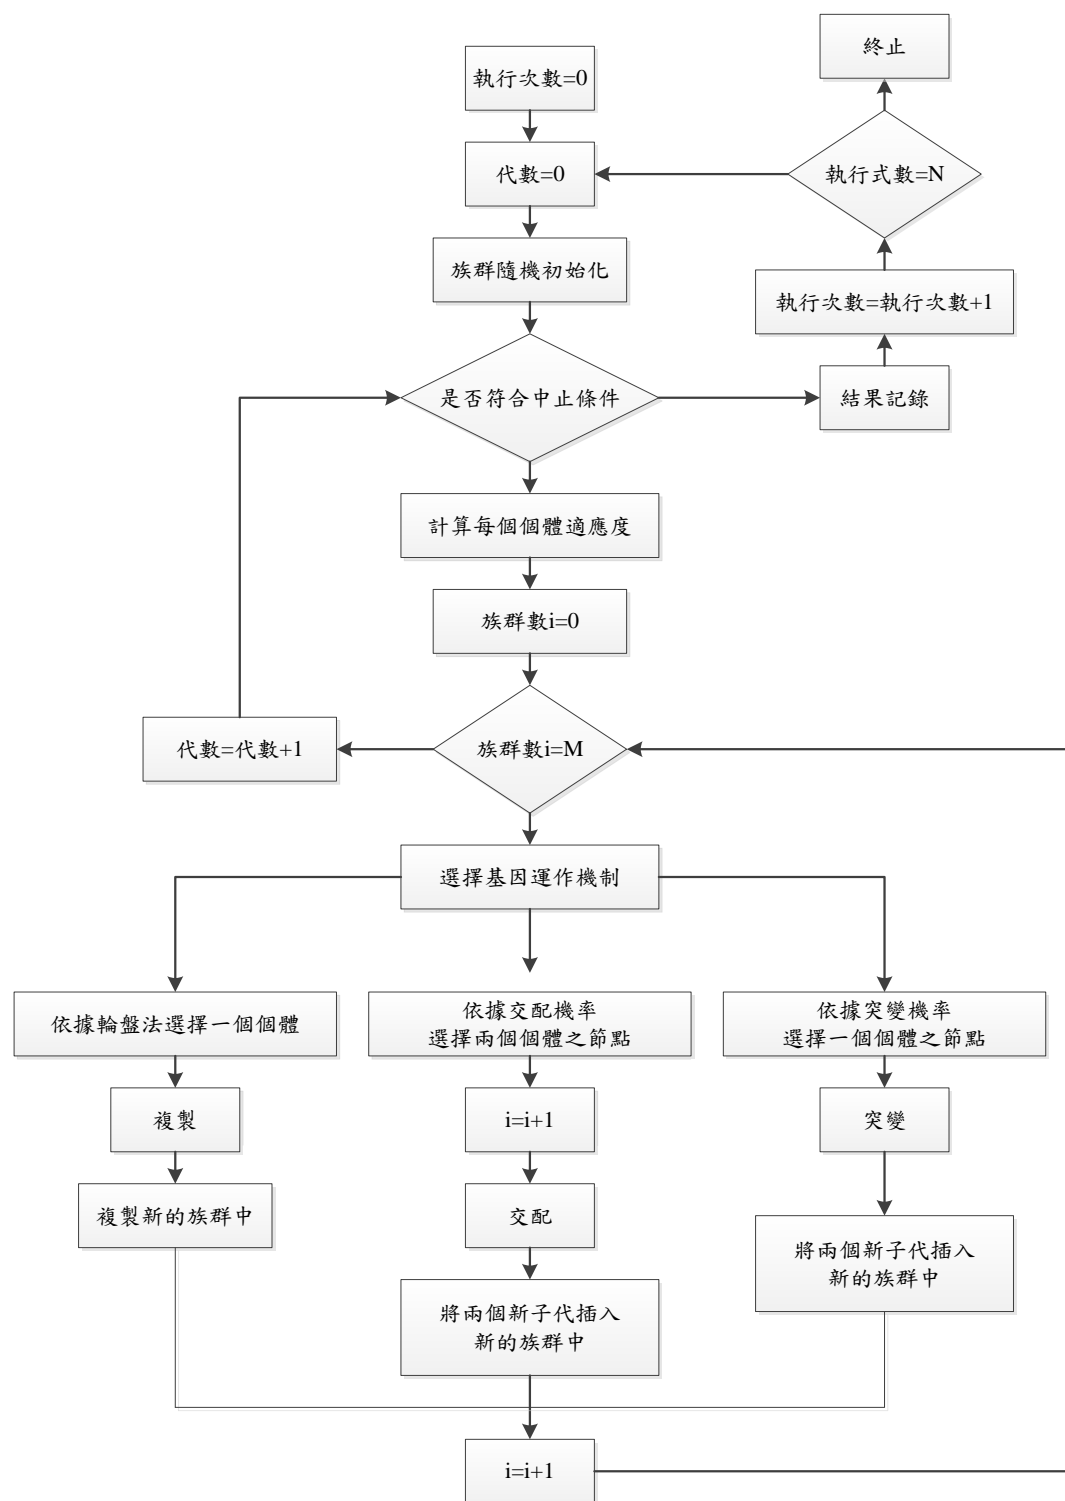 執行次數=0
終止
代數=0
執行式數=N
族群隨機初始化
執行次數=執行次數+1
是否符合中止條件
結果記錄
計算每個個體適應度
族群數i=0
代數=代數+1
族群數i=M
選擇基因運作機制
依據輪盤法選擇一個個體
依據交配機率
選擇兩個個體之節點
依據突變機率
選擇一個個體之節點
複製
i=i+1
突變
複製新的族群中
交配
將兩個新子代插入
新的族群中
將兩個新子代插入
新的族群中
i=i+1